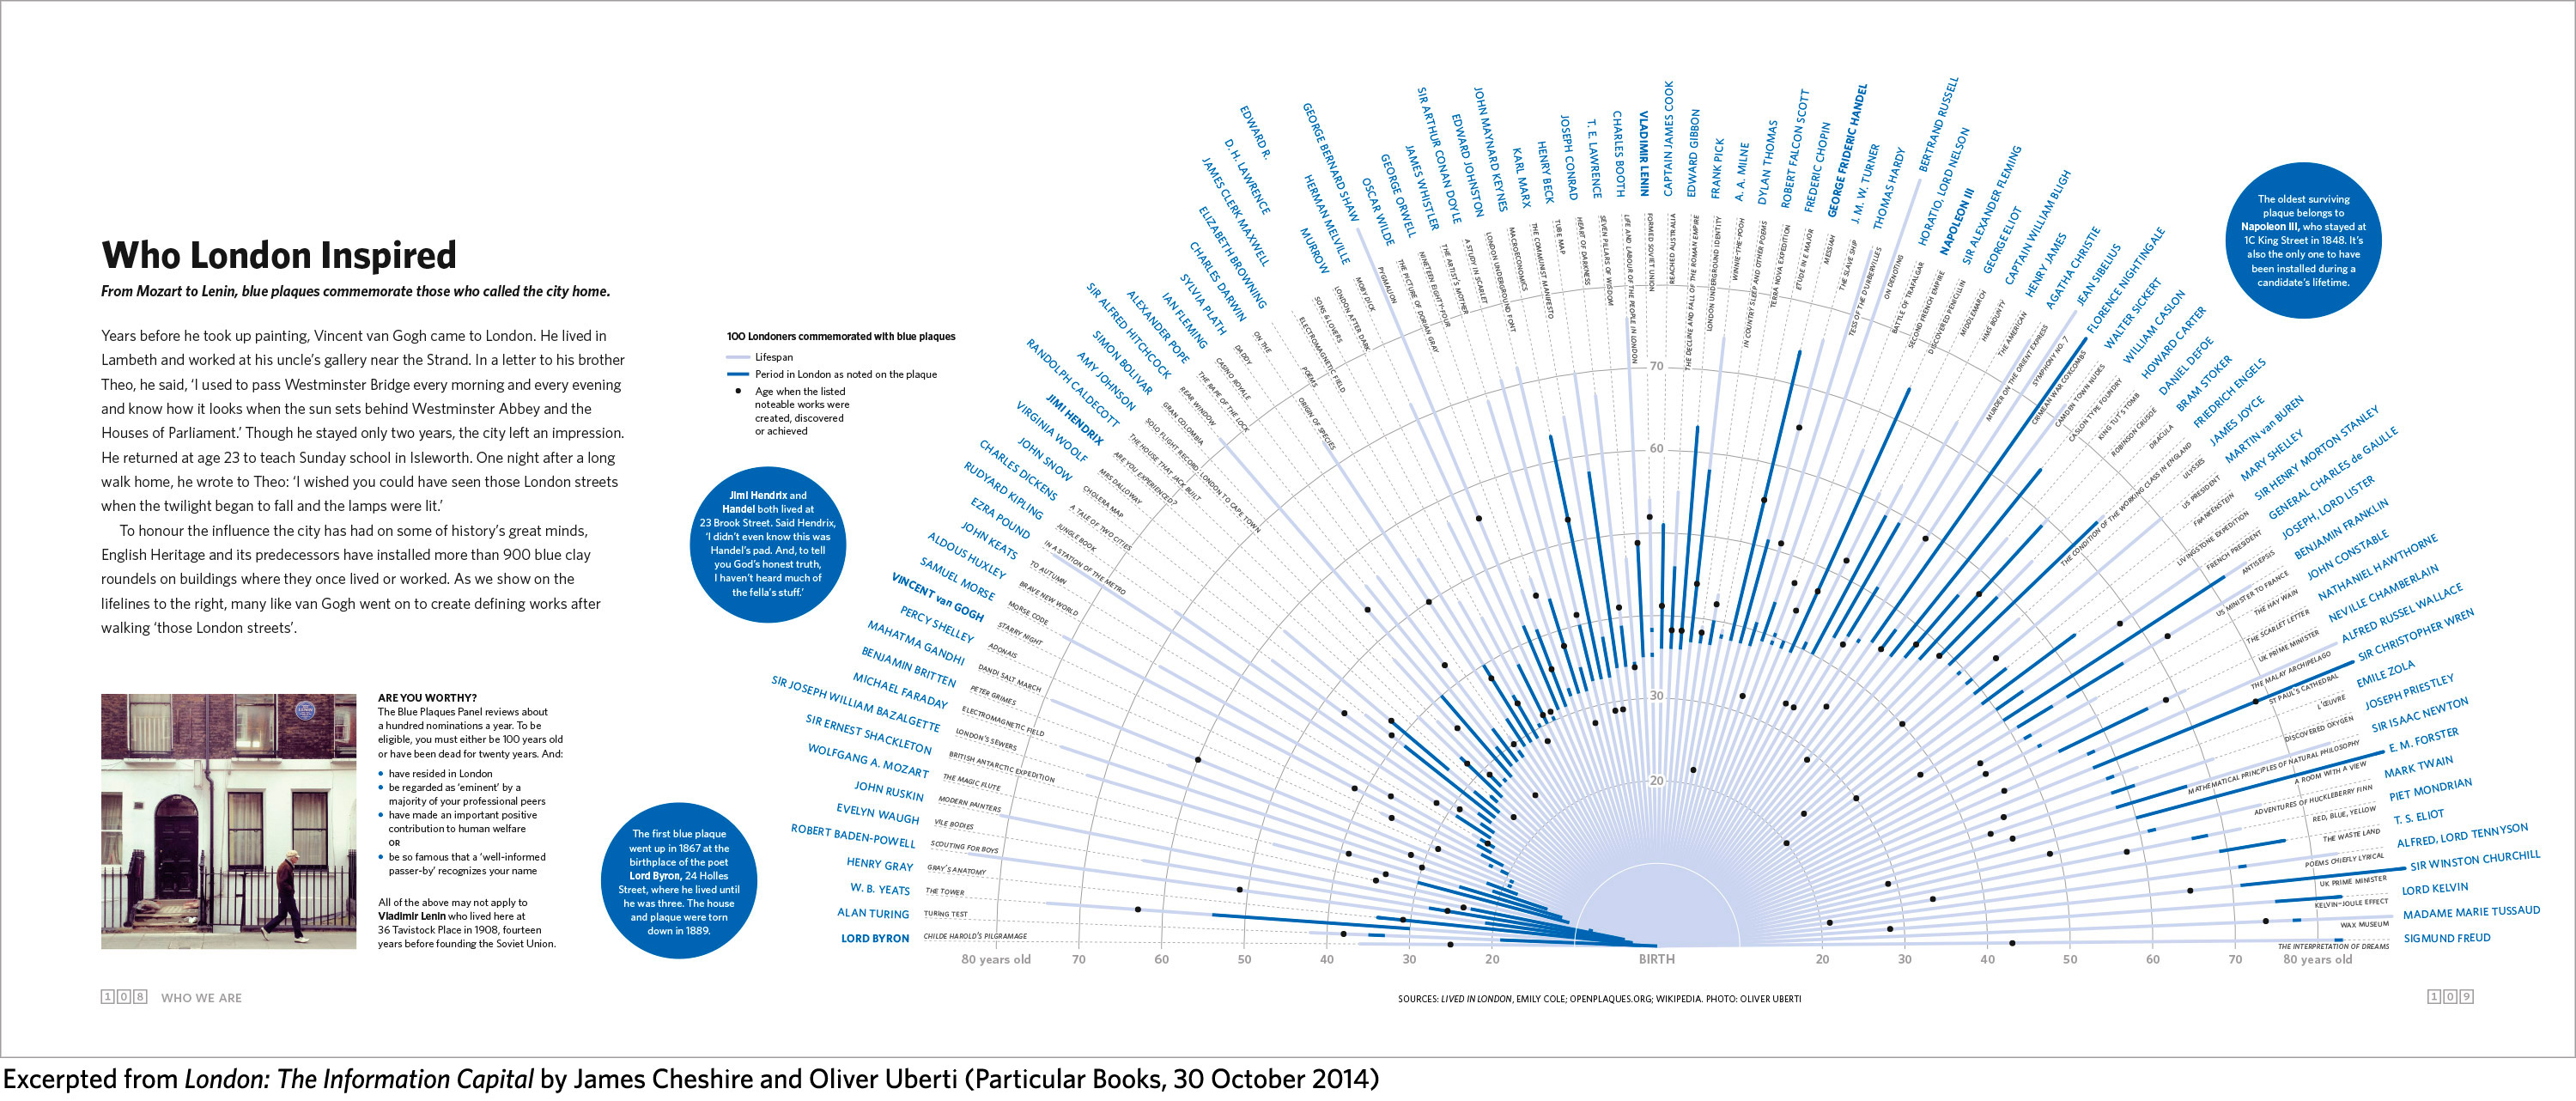 Who London Inspired
From Mozart to Lenin, blue plaques commemorate those who called the city home.
Years before he took up painting, Vincent van Gogh came to London. He lived in
Lambeth and worked at his uncle's gallery near the Strand. In a letter to his brother
Theo, he said, 'I used to pass Westminster Bridge every morning and every evening
and know how it looks when the sun sets behind Westminster Abbey and the
Houses of Parliament.' Though he stayed only two years, the city left an impression.
He returned at age 23 to teach Sunday school in Isleworth. One night after a long
walk home, he wrote to Theo: 'I wished you could have seen those London streets
when the twilight began to fall and the lamps were lit.'
To honour the influence the city has had on some of history's great minds,
English Heritage and its predecessors have installed more than 900 blue clay
roundels on buildings where they once lived or worked. As we show on the
lifelines to the right, many like van Gogh went on to create defining works after
walking 'those London streets'.
ARE YOU WORTHY?
The Blue Plaques Panel reviews about
a hundred nominations a year. To be
eligible, you must either be 100 years old
or have been dead for twenty years. And:
• have resided in London
• be regarded as 'eminent' by a
majority of your professional peers
• have made an important positive
contribution to human welfare
OR
• be so famous that a 'well-informed
passer-by' recognizes your name
All of the above may not apply to
Vladimir Lenin who lived here at
36 Tavistock Place in 1908, fourteen
years before founding the Soviet Union.
108 WHO WE ARE
100 Londoners commemorated with blue plaques
Lifespan
Period in London as noted on the plaque
Age when the listed
noteable works were
created, discovered
or achieved
Jimi Hendrix and
Handel both lived at
23 Brook Street. Said Hendrix,
'I didn't even know this was
Handel's pad. And, to tell
you God's honest truth,
I haven't heard much of
the fella's stuff.'
The first blue plaque
went up in 1867 at the
birthplace of the poet
Lord Byron, 24 Holles
Street, where he lived until
he was three. The house
and plaque were torn
down in 1889.
The oldest surviving
plaque belongs to
Napoleon III, who stayed at
1C King Street in 1848. It's
also the only one to have
been installed during a
candidate's lifetime.
LORD BYRON CHILDE HAROLD'S PILGRAMAGE
ALAN TURING TURING TEST
W. B. YEATS THE TOWER
HENRY GRAY GRAY'S ANATOMY
ROBERT BADEN-POWELL SCOUTING FOR BOYS
EVELYN WAUGH VILE BODIES
JOHN RUSKIN MODERN PAINTERS
WOLFGANG A. MOZART THE MAGIC FLUTE
SIR ERNEST SHACKLETON BRITISH ANTARCTIC EXPEDITION
SIR JOSEPH WILLIAM BAZALGETTE LONDON'S SEWERS
MICHAEL FARADAY ELECTROMAGNETIC FIELD
BENJAMIN BRITTEN PETER GRIMES
MAHATMA GANDHI DANDI SALT MARCH
PERCY SHELLEY ADONAIS
VINCENT van GOGH STARRY NIGHT
SAMUEL MORSE MORSE CODE
ALDOUS HUXLEY BRAVE NEW WORLD
JOHN KEATS TO AUTUMN
EZRA POUND IN A STATION OF THE METRO
RUDYARD KIPLING JUNGLE BOOK
CHARLES DICKENS A TALE OF TWO CITIES
JOHN SNOW CHOLERA MAP
VIRGINIA WOOLF MRS DALLOWAY
JIMI HENDRIX ARE YOU EXPERIENCED?
RANDOLPH CALDECOTT THE HOUSE THAT JACK BUILT
AMY JOHNSON SOLO FLIGHT RECORD: LONDON TO CAPE TOWN
SIMON BOLIVAR GRAN COLOMBIA
SIR ALFRED HITCHCOCK REAR WINDOW
ALEXANDER POPE THE RAPE OF THE LOCK
IAN FLEMING CASINO ROYALE
SYLVIA PLATH DADDY
CHARLES DARWIN ON THE ORIGIN OF SPECIES
ELIZABETH BROWNING POEMS
JAMES CLERK MAXWELL ELECTROMAGNETIC FIELD
D. H. LAWRENCE SONS & LOVERS
EDWARD R. MURROW LONDON AFTER DARK
HERMAN MELVILLE MOBY DICK
GEORGE BERNARD SHAW PYGMALION
OSCAR WILDE THE PICTURE OF DORIAN GRAY
GEORGE ORWELL NINETEEN EIGHTY-FOUR
JAMES WHISTLER THE ARTIST'S MOTHER
SIR ARTHUR CONAN DOYLE A STUDY IN SCARLET
EDWARD JOHNSTON LONDON UNDERGROUND FONT
JOHN MAYNARD KEYNES MACROECONOMICS
KARL MARX THE COMMUNIST MANIFESTO
HENRY BECK TUBE MAP
JOSEPH CONRAD HEART OF DARKNESS
T. E. LAWRENCE SEVEN PILLARS OF WISDOM
CHARLES BOOTH LIFE AND LABOUR OF THE PEOPLE IN LONDON
VLADIMIR LENIN FORMED SOVIET UNION
CAPTAIN JAMES COOK REACHED AUSTRALIA
EDWARD GIBBON THE DECLINE AND FALL OF THE ROMAN EMPIRE
FRANK PICK LONDON UNDERGROUND IDENTITY
A. A. MILNE WINNIE-THE-POOH
DYLAN THOMAS IN COUNTRY SLEEP AND OTHER POEMS
ROBERT FALCON SCOTT TERRA NOVA EXPEDITION
FREDERIC CHOPIN ETUDE IN E MAJOR
GEORGE FRIDERIC HANDEL MESSIAH
J. M. W. TURNER THE SLAVE SHIP
THOMAS HARDY TESS OF THE D'URBERVILLES
BERTRAND RUSSELL ON DENOTING
HORATIO, LORD NELSON BATTLE OF TRAFALGAR
NAPOLEON III SECOND FRENCH EMPIRE
SIR ALEXANDER FLEMING DISCOVERED PENICILLIN
GEORGE ELIOT MIDDLEMARCH
CAPTAIN WILLIAM BLIGH HMS BOUNTY
HENRY JAMES THE AMERICAN
AGATHA CHRISTIE MURDER ON THE ORIENT EXPRESS
JEAN SIBELIUS SYMPHONY NO. 7
FLORENCE NIGHTINGALE CRIMEAN WAR COXCOMBS
WALTER SICKERT CAMDEN TOWN NUDES
WILLIAM CASLON CASLON TYPE FOUNDRY
HOWARD CARTER KING TUT'S TOMB
DANIEL DEFOE ROBINSON CRUSOE
BRAM STOKER DRACULA
FRIEDRICH ENGELS THE CONDITION OF THE WORKING CLASS IN ENGLAND
JAMES JOYCE ULYSSES
MARTIN van BUREN US PRESIDENT
MARY SHELLEY FRANKENSTEIN
SIR HENRY MORTON STANLEY LIVINGSTONE EXPEDITION
GENERAL CHARLES de GAULLE FRENCH PRESIDENT
JOSEPH, LORD LISTER ANTISEPSIS
BENJAMIN FRANKLIN US MINISTER TO FRANCE
JOHN CONSTABLE THE HAY WAIN
NATHANIEL HAWTHORNE THE SCARLET LETTER
NEVILLE CHAMBERLAIN UK PRIME MINISTER
ALFRED RUSSEL WALLACE THE MALAY ARCHIPELAGO
SIR CHRISTOPHER WREN ST PAUL'S CATHEDRAL
EMILE ZOLA L'ŒUVRE
JOSEPH PRIESTLEY DISCOVERED OXYGEN
SIR ISAAC NEWTON MATHEMATICAL PRINCIPLES OF NATURAL PHILOSOPHY
E. M. FORSTER A ROOM WITH A VIEW
MARK TWAIN ADVENTURES OF HUCKLEBERRY FINN
PIET MONDRIAN RED, BLUE, YELLOW
T. S. ELIOT THE WASTE LAND
ALFRED, LORD TENNYSON POEMS CHIEFLY LYRICAL
SIR WINSTON CHURCHILL UK PRIME MINISTER
LORD KELVIN KELVIN–JOULE EFFECT
MADAME MARIE TUSSAUD WAX MUSEUM
SIGMUND FREUD THE INTERPRETATION OF DREAMS
70
60
30
20
80 years old 70 60 50 40 30 20 BIRTH 20 30 40 50 60 70 80 years old
SOURCES: LIVED IN LONDON, EMILY COLE; OPENPLAQUES.ORG; WIKIPEDIA. PHOTO: OLIVER UBERTI
109
Excerpted from London: The Information Capital by James Cheshire and Oliver Uberti (Particular Books, 30 October 2014)